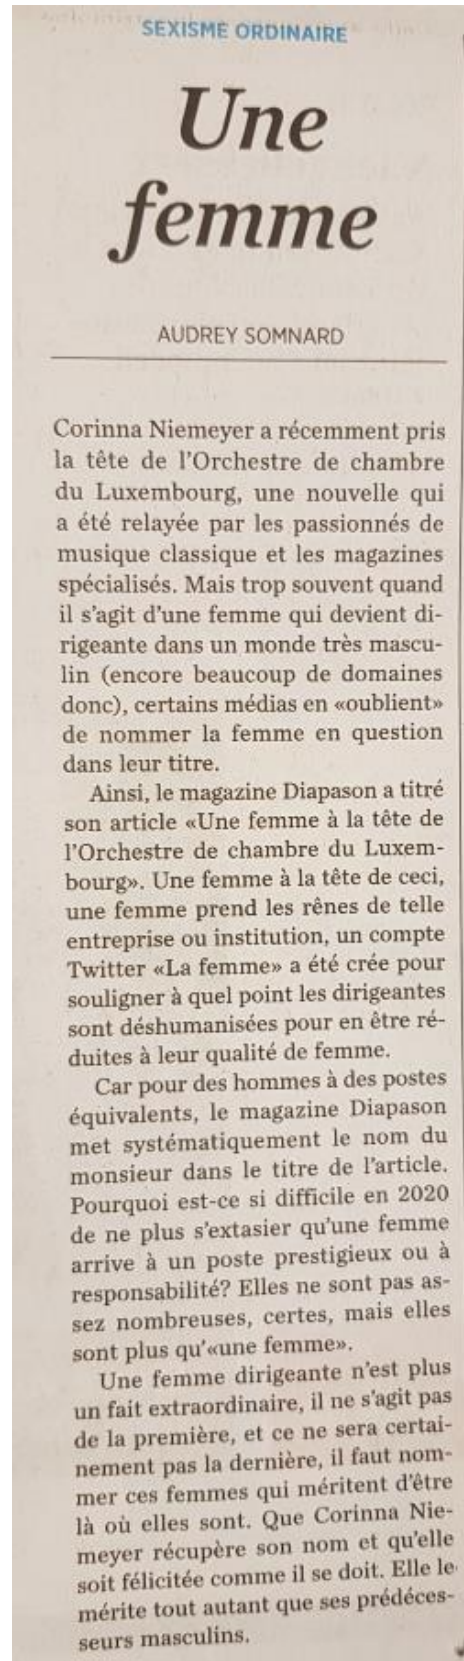 SEXISME ORDINAIRE
Une
femme
AUDREY SOMNARD
Corinna Niemeyer a récemment pris
la tête de l'Orchestre de chambre
du Luxembourg, une nouvelle qui
a été relayée par les passionnés de
musique classique et les magazines
spécialisés. Mais trop souvent quand
il s'agit d'une femme qui devient di-
rigeante dans un monde très mascu-
lin (encore beaucoup de domaines
donc), certains médias en «oublient»
de nommer la femme en question
dans leur titre.
Ainsi, le magazine Diapason a titré
son article «Une femme à la tête de
l'Orchestre de chambre du Luxem-
bourg». Une femme à la tête de ceci,
une femme prend les rênes de telle
entreprise ou institution, un compte
Twitter «La femme» a été crée pour
souligner à quel point les dirigeantes
sont déshumanisées pour en être ré-
duites à leur qualité de femme.
Car pour des hommes à des postes
équivalents, le magazine Diapason
met systématiquement le nom du
monsieur dans le titre de l'article.
Pourquoi est-ce si difficile en 2020
de ne plus s'extasier qu'une femme
arrive à un poste prestigieux ou à
responsabilité? Elles ne sont pas as-
sez nombreuses, certes, mais elles
sont plus qu'«une femme».
Une femme dirigeante n'est plus
un fait extraordinaire, il ne s'agit pas
de la première, et ce ne sera certai-
nement pas la dernière, il faut nom-
mer ces femmes qui méritent d'être
là où elles sont. Que Corinna Nie-
meyer récupère son nom et qu'elle
soit félicitée comme il se doit. Elle le
mérite tout autant que ses prédéces-
seurs masculins.